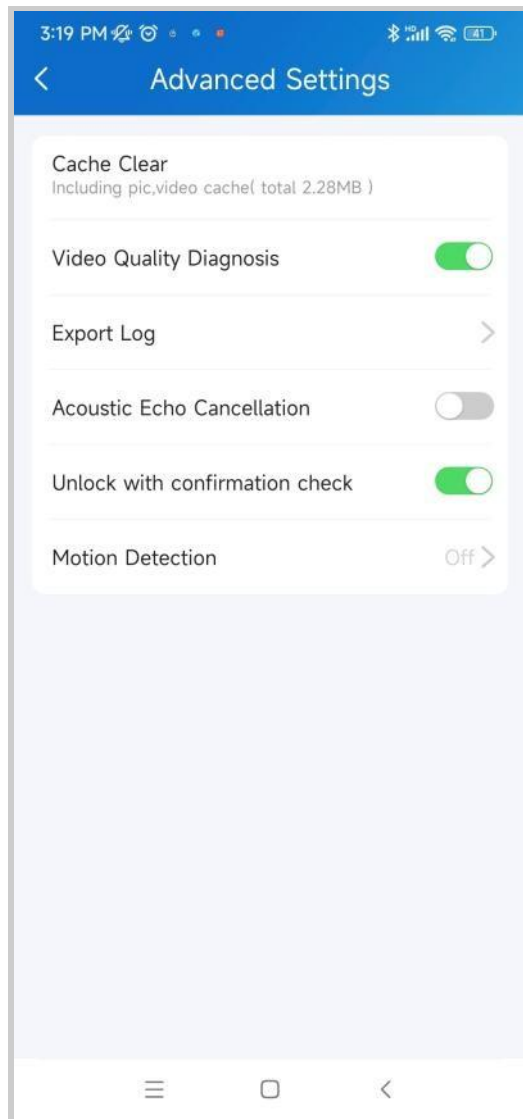 3:19 PM
HD
41
Advanced Settings
Cache Clear
Including pic,video cache( total 2.28MB )
Video Quality Diagnosis
Export Log
Acoustic Echo Cancellation
Unlock with confirmation check
Motion Detection
Off